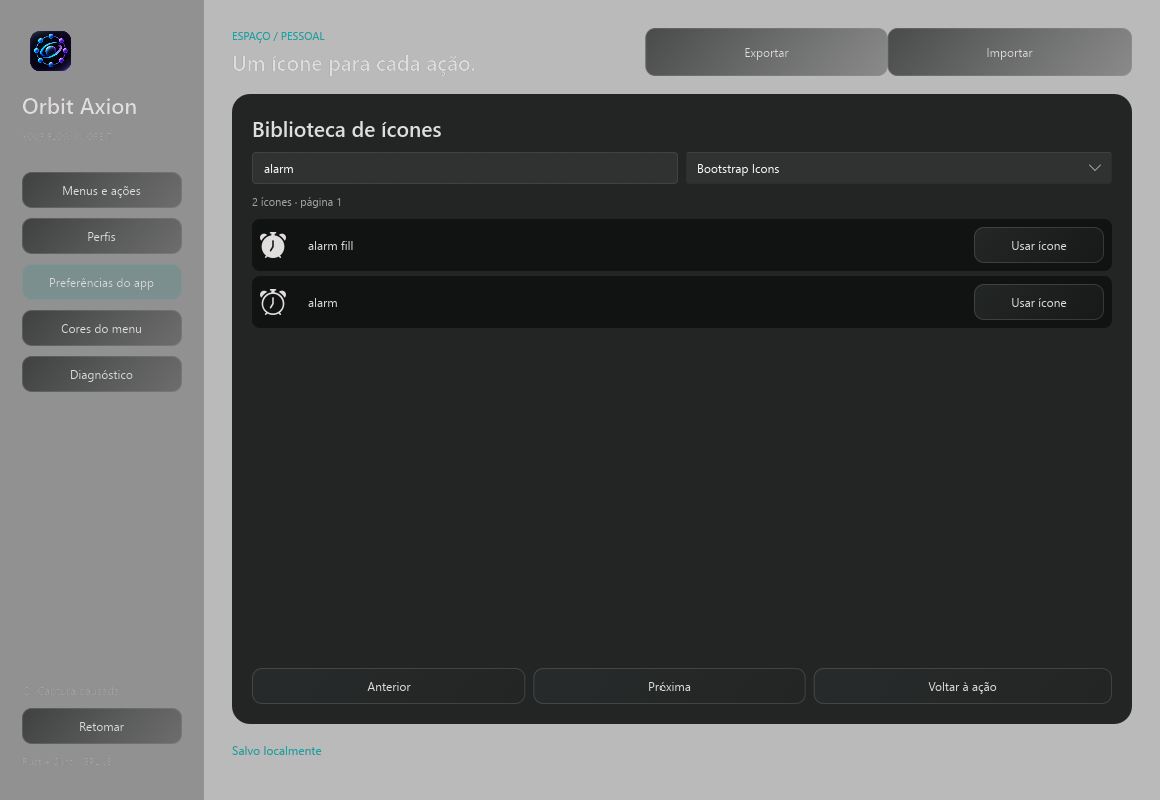 Orbit Axion
Menus e ações
Perfis
Preferências do app
Cores do menu
Diagnóstico
Retomar
ESPAÇO / PESSOAL
Um ícone para cada ação.
Exportar
Importar
Biblioteca de ícones
alarm
Bootstrap Icons
2 ícones · página 1
alarm fill
Usar ícone
alarm
Usar ícone
Anterior
Próxima
Voltar à ação
Salvo localmente